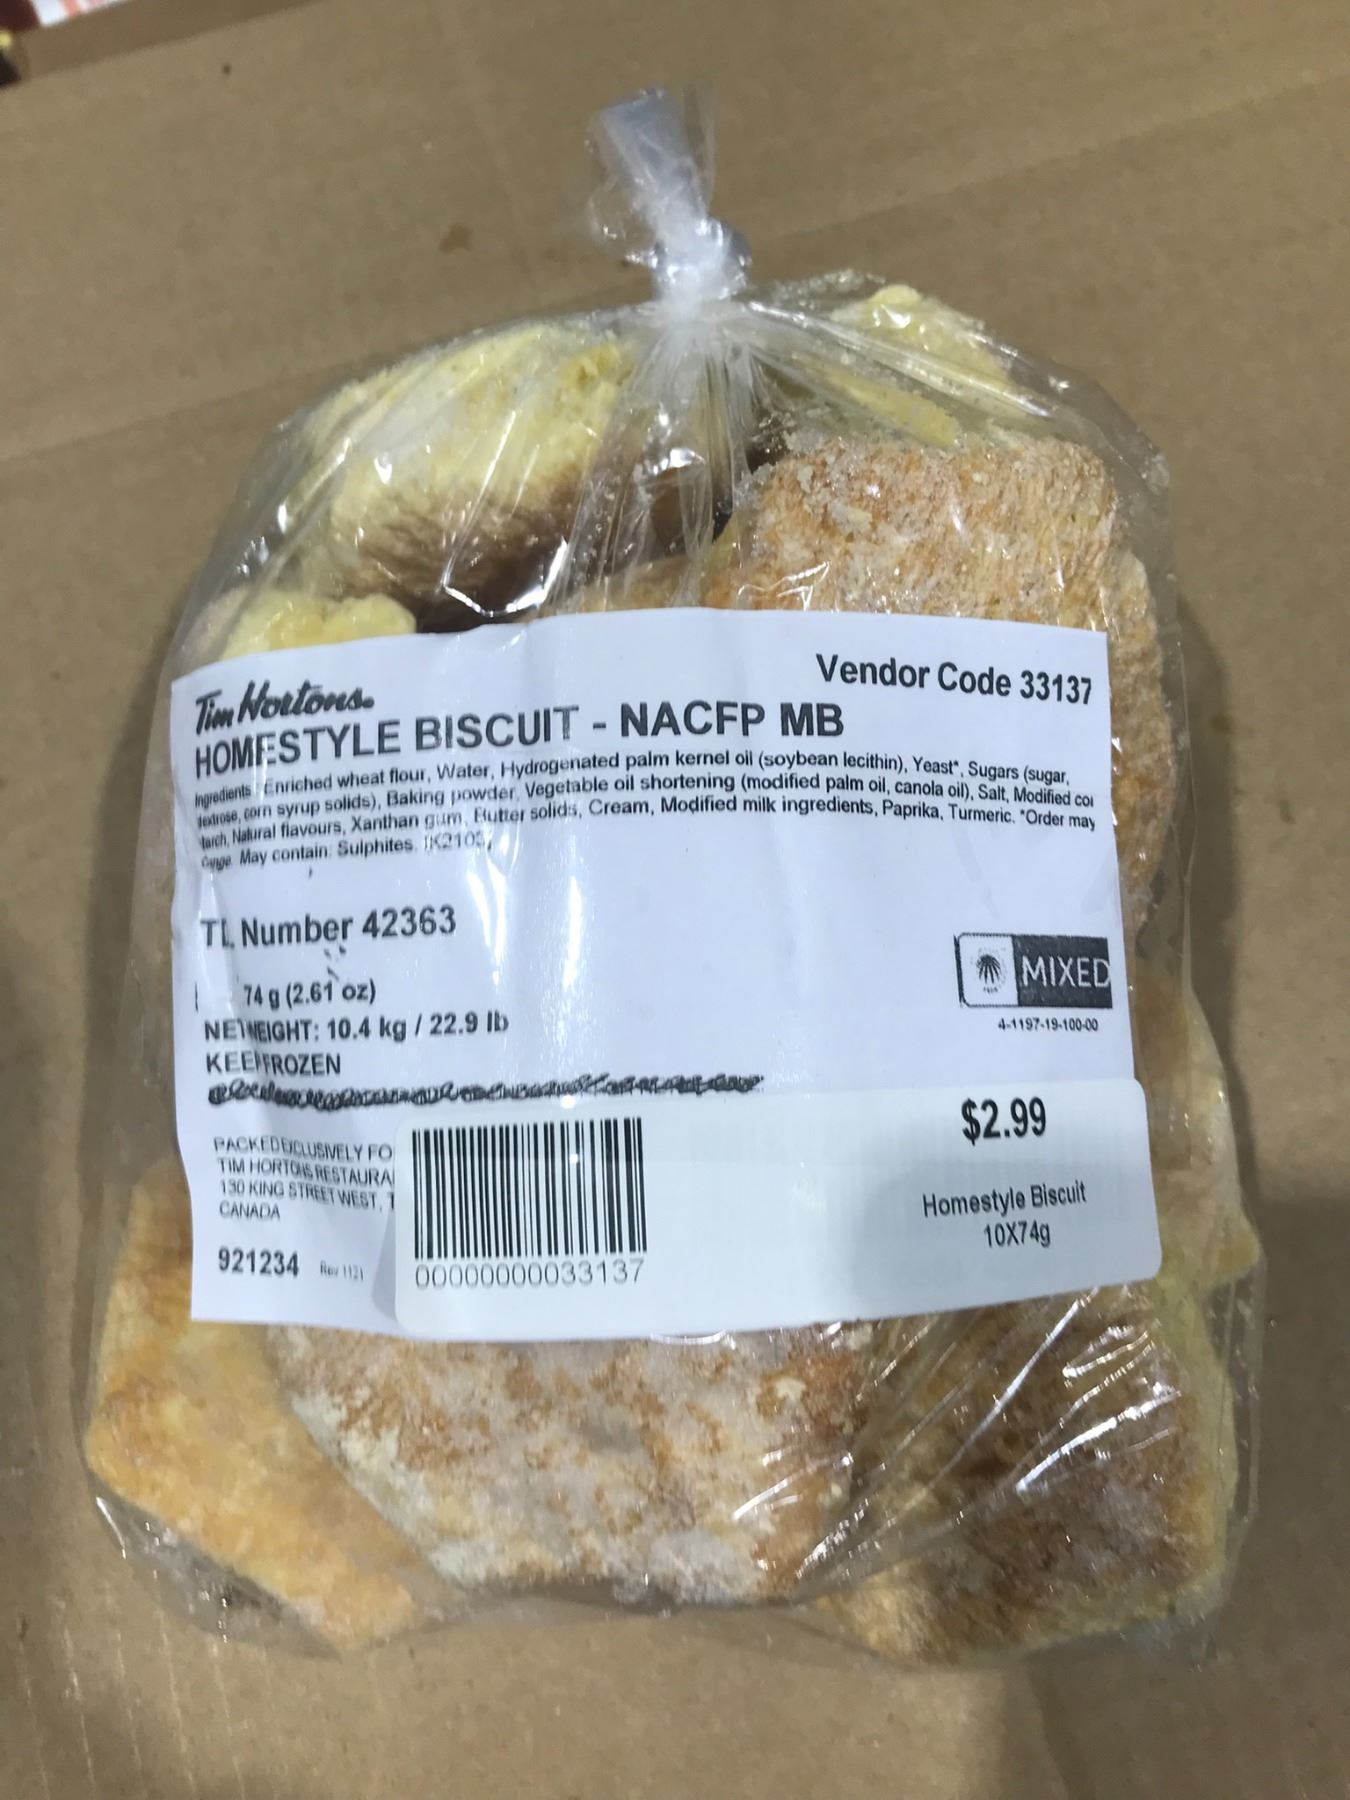 Tim Hortons.
Vendor Code 33137
HOMESTYLE BISCUIT - NACFP MB
Ingredients: Enriched wheat flour, Water, Hydrogenated palm kernel oil (soybean lecithin), Yeast*, Sugars (sugar,
dextrose, corn syrup solids), Baking powder, Vegetable oil shortening (modified palm oil, canola oil), Salt, Modified
tarch, Natural flavours, Xanthan gum, Butter solids, Cream, Modified milk ingredients, Paprika, Turmeric. *Order may
May contain: Sulphites.
TL Number 42363
74 g (2.61 oz)
NET WEIGHT: 10.4 kg / 22.9 lb
KEEP FROZEN
MIXED
4-1197-19-100-00
PACKED EXCLUSIVELY FO
TIM HORTONS RESTAURA
130 KING STREET WEST,
CANADA
921234 Rev 1121
00000000033137
$2.99
Homestyle Biscuit
10X74g